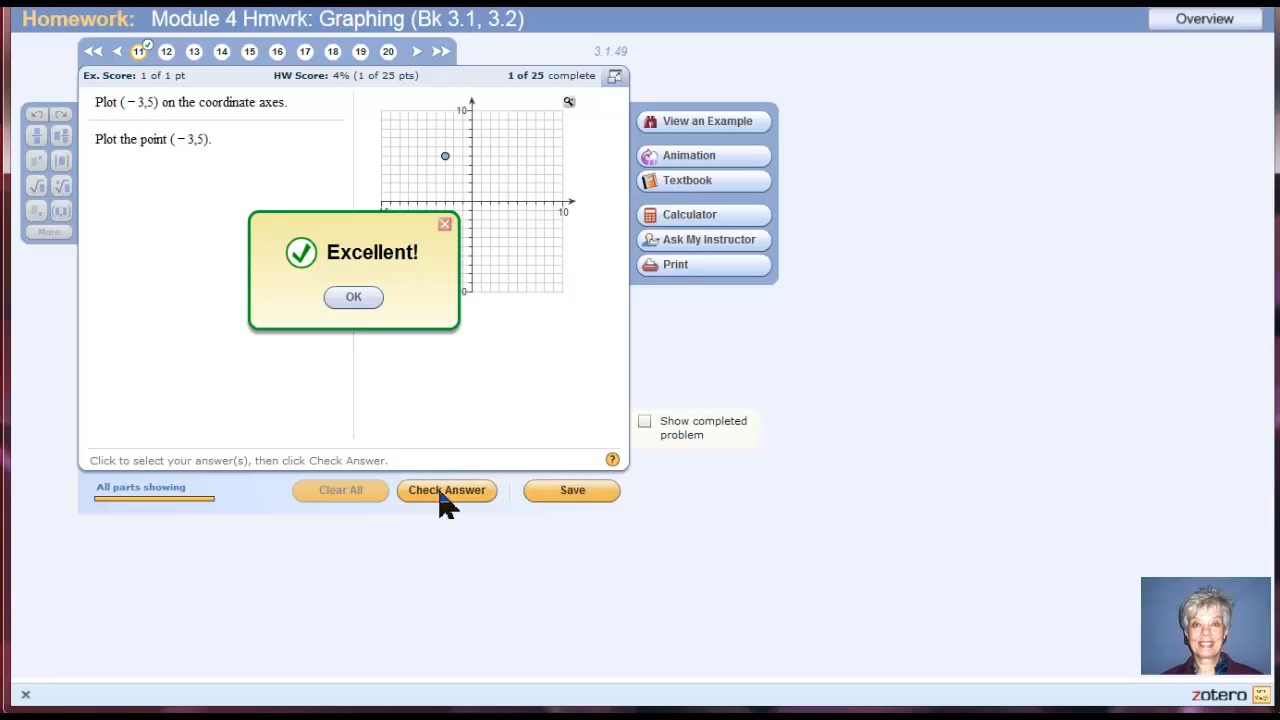 Homework: Module 4 Hmwrk: Graphing (Bk 3.1, 3.2)
Overview
11 12 13 14 15 16 17 18 19 20
3.1.49
Ex. Score: 1 of 1 pt HW Score: 4% (1 of 25 pts) 1 of 25 complete
Plot (−3,5) on the coordinate axes.
Plot the point (−3,5).
10
10
View an Example
Animation
Textbook
Calculator
Ask My Instructor
Print
More
Excellent!
OK
Show completed
problem
Click to select your answer(s), then click Check Answer.
?
All parts showing
Clear All
Check Answer
Save
zotero